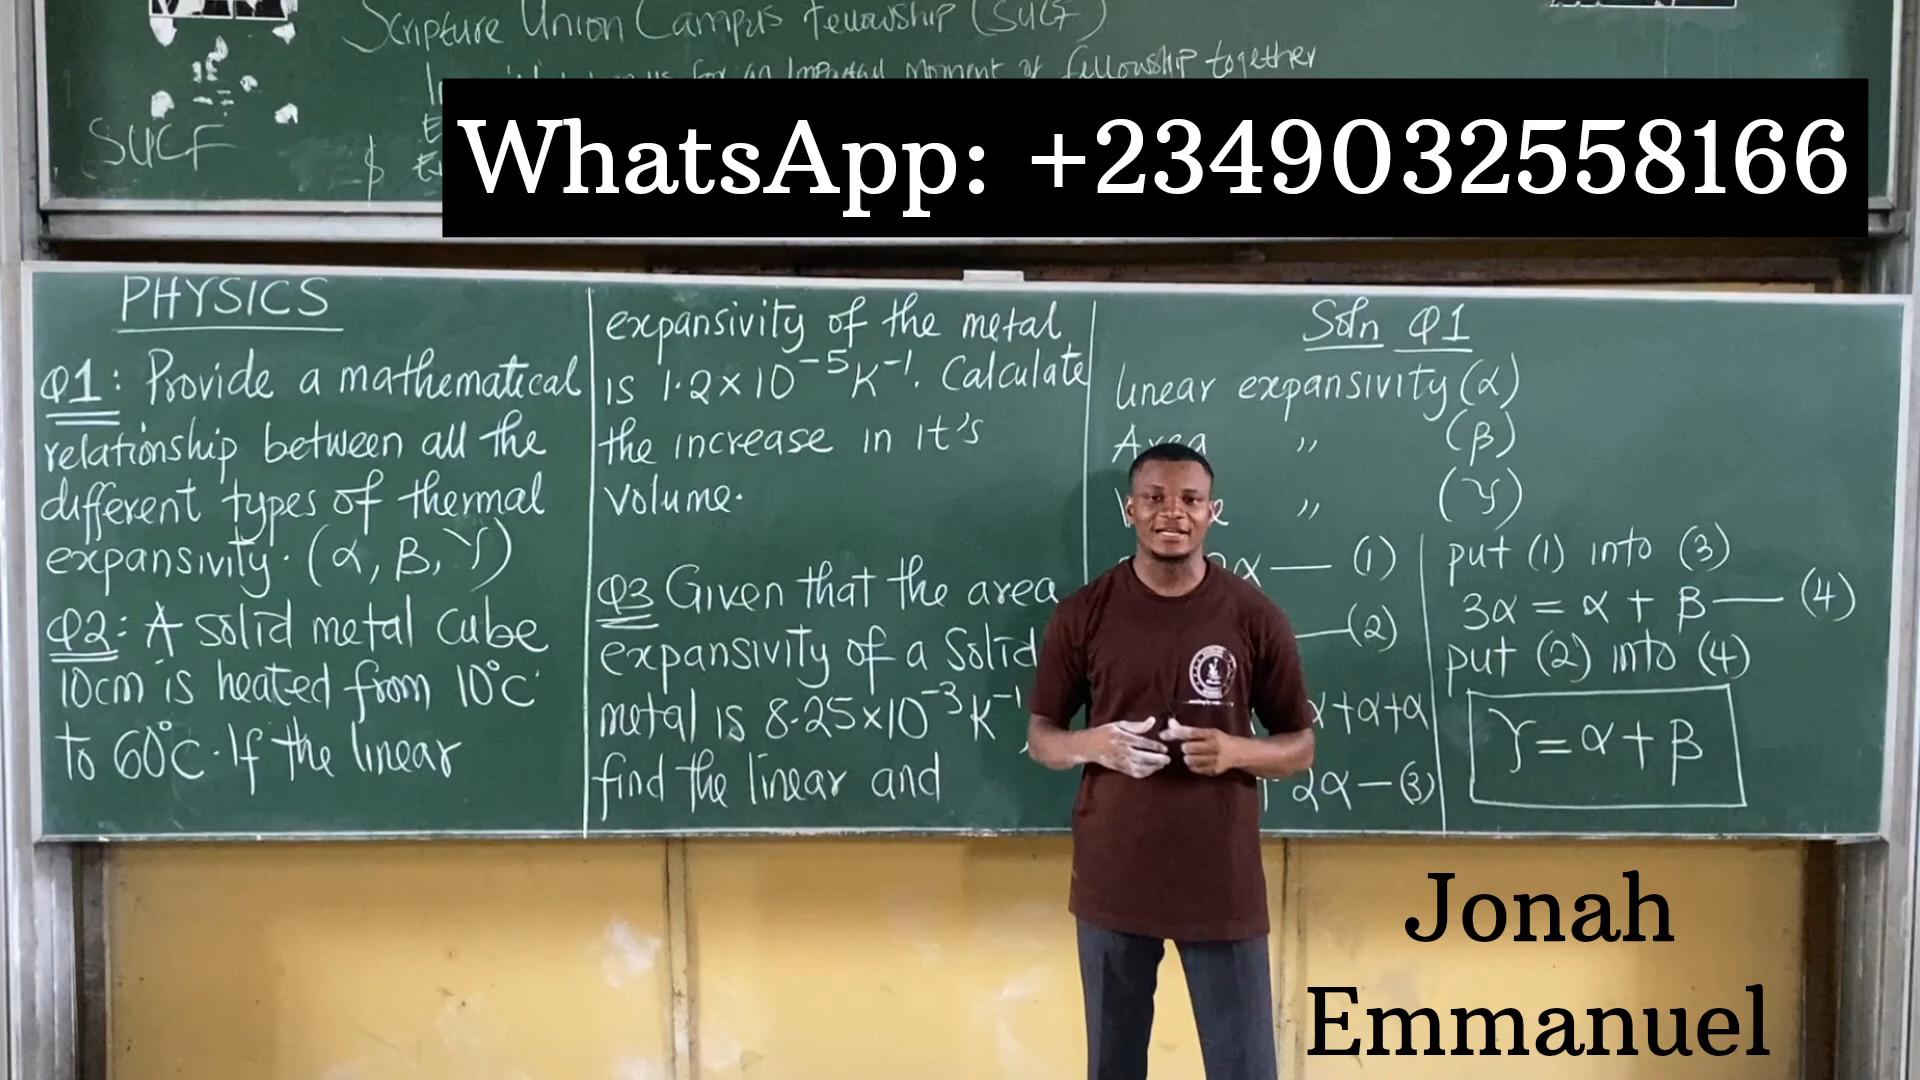 Scripture Union Campus Fellowship (SUCF)
for an Impartful Moment of fellowship together
SUCF
WhatsApp: +2349032558166
PHYSICS
Q1: Provide a mathematical
relationship between all the
different types of thermal
expansivity. (α, β, γ)
Q2: A solid metal cube
10cm is heated from 10°C
to 60°C. If the linear
expansivity of the metal
is 1.2 × 10⁻⁵K⁻¹. Calculate
the increase in it's
volume.
Q3 Given that the area
expansivity of a Solid
metal is 8.25×10⁻³K⁻¹,
find the linear and
Soln Q1
linear expansivity (α)
Area " (β)
" (γ)
α — (1)
— (2)
α+α+α
2α — (3)
put (1) into (3)
3α = α + β — (4)
put (2) into (4)
γ = α + β
Jonah
Emmanuel